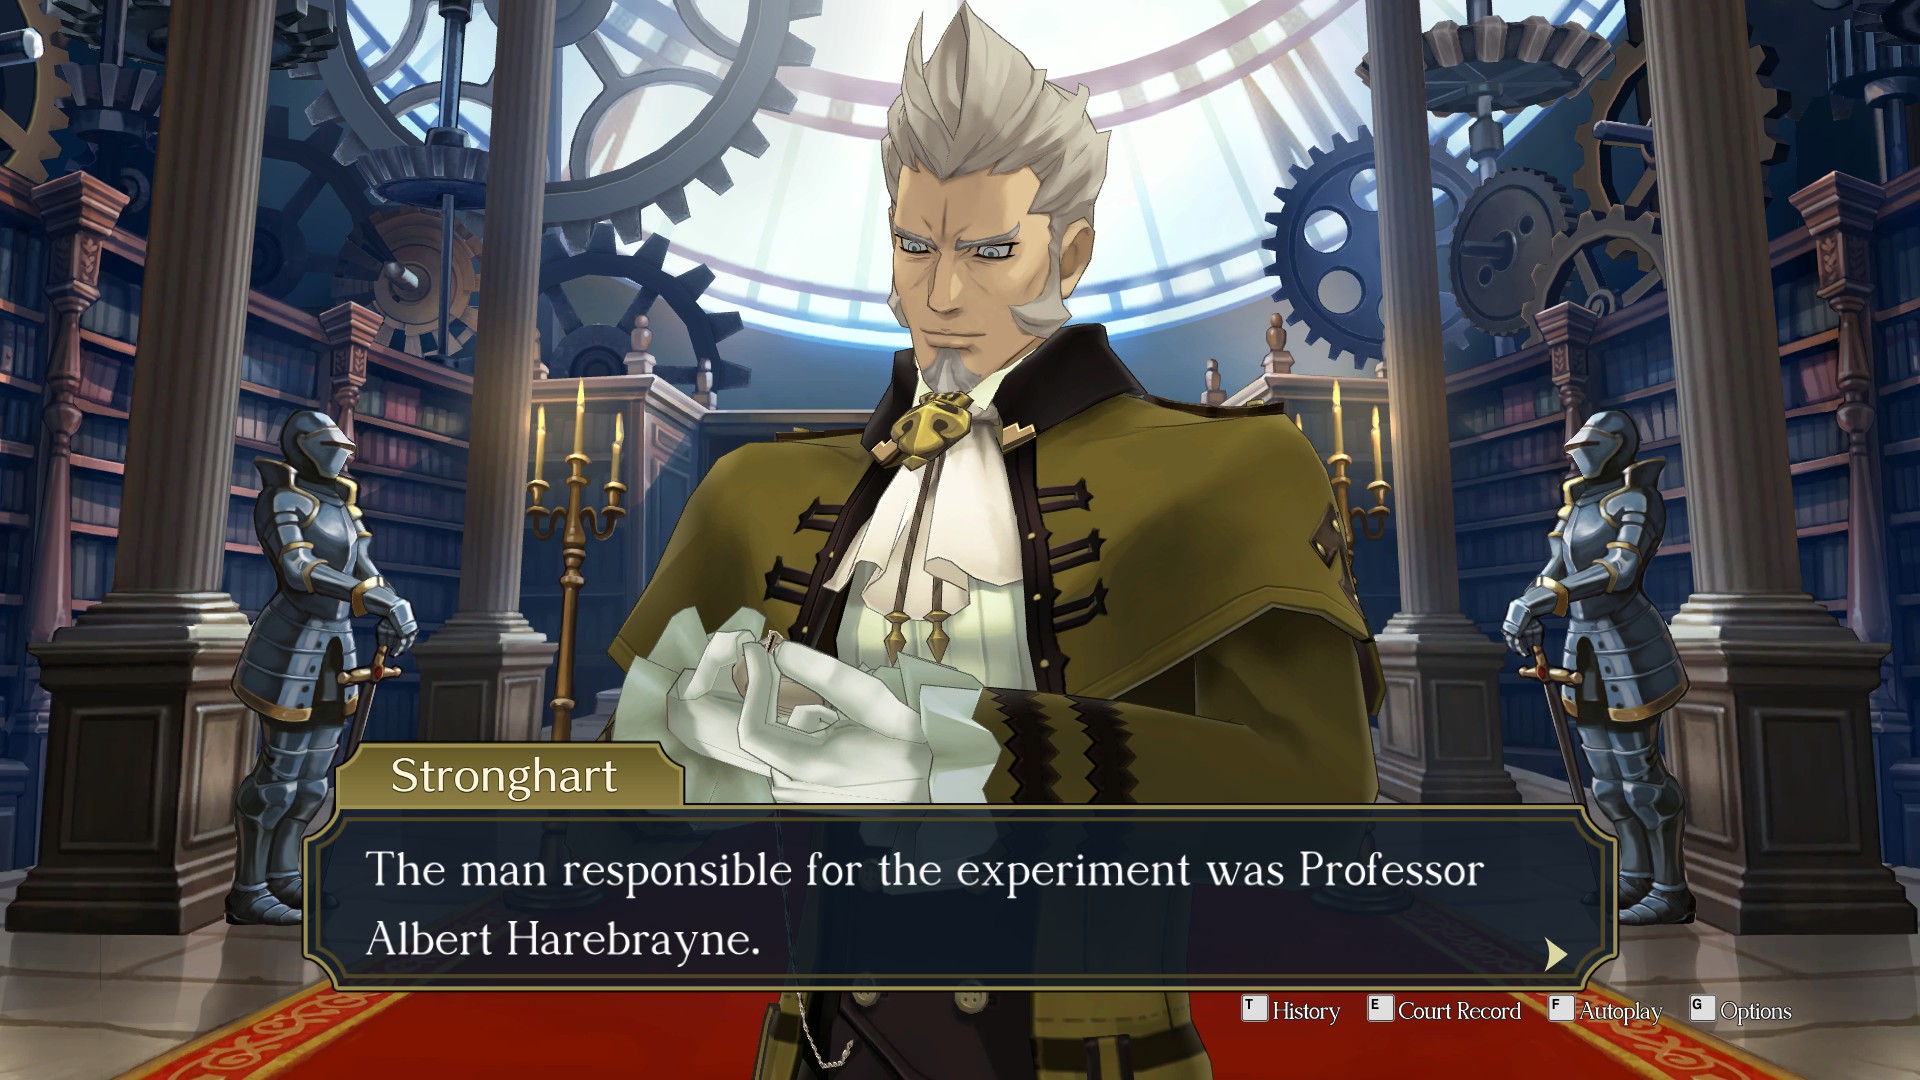 Stronghart
The man responsible for the experiment was Professor
Albert Harebrayne.
T History E Court Record F Autoplay G Options